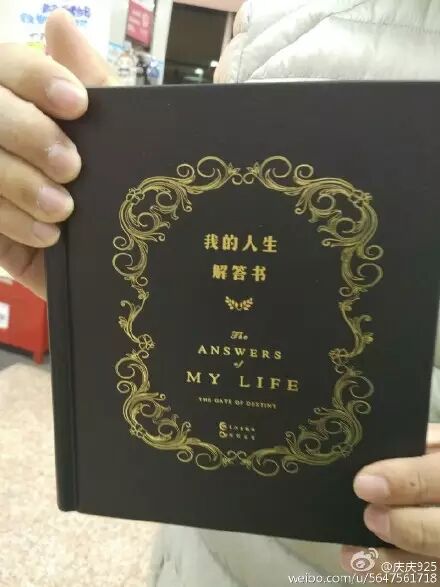 我的人生
解答书
The
ANSWERS
of
MY LIFE
THE GATE OF DESTINY
@庆庆925
weibo.com/u/5647561718